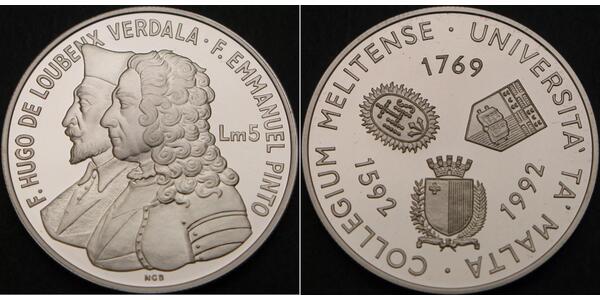 F. HUGO DE LOUBENX VERDALA · F. EMMANUEL PINTO
Lm5
NGB
COLLEGIUM MELITENSE · UNIVERSITA' TA' MALTA ·
1769
1592
1992